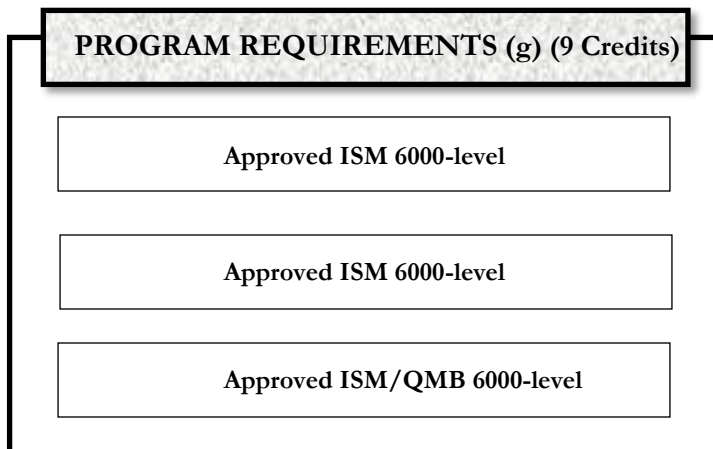 PROGRAM REQUIREMENTS (g) (9 Credits)
Approved ISM 6000-level
Approved ISM 6000-level
Approved ISM/QMB 6000-level